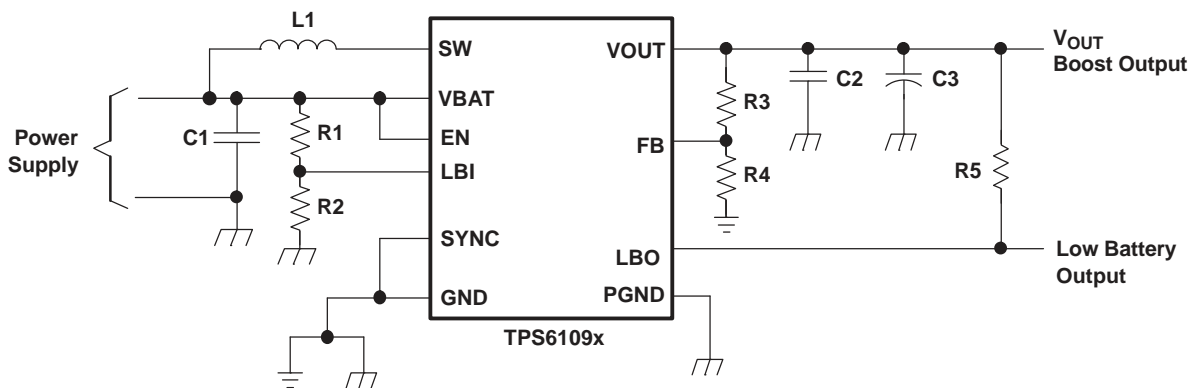 L1
SW
VOUT
V_OUT
Boost Output
C2
C3
R3
VBAT
Power
Supply
C1
R1
EN
FB
LBI
R4
R5
R2
SYNC
LBO
Low Battery
Output
GND
PGND
TPS6109x